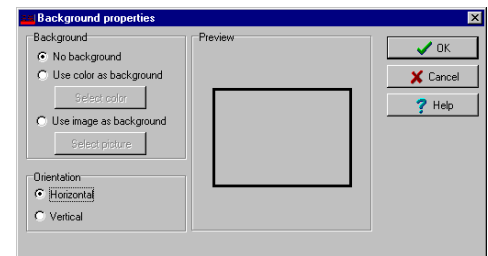 Background properties
Background
No background
Use color as background
Select color
Use image as background
Select picture
Orientation
Horizontal
Vertical
Preview
OK
Cancel
Help